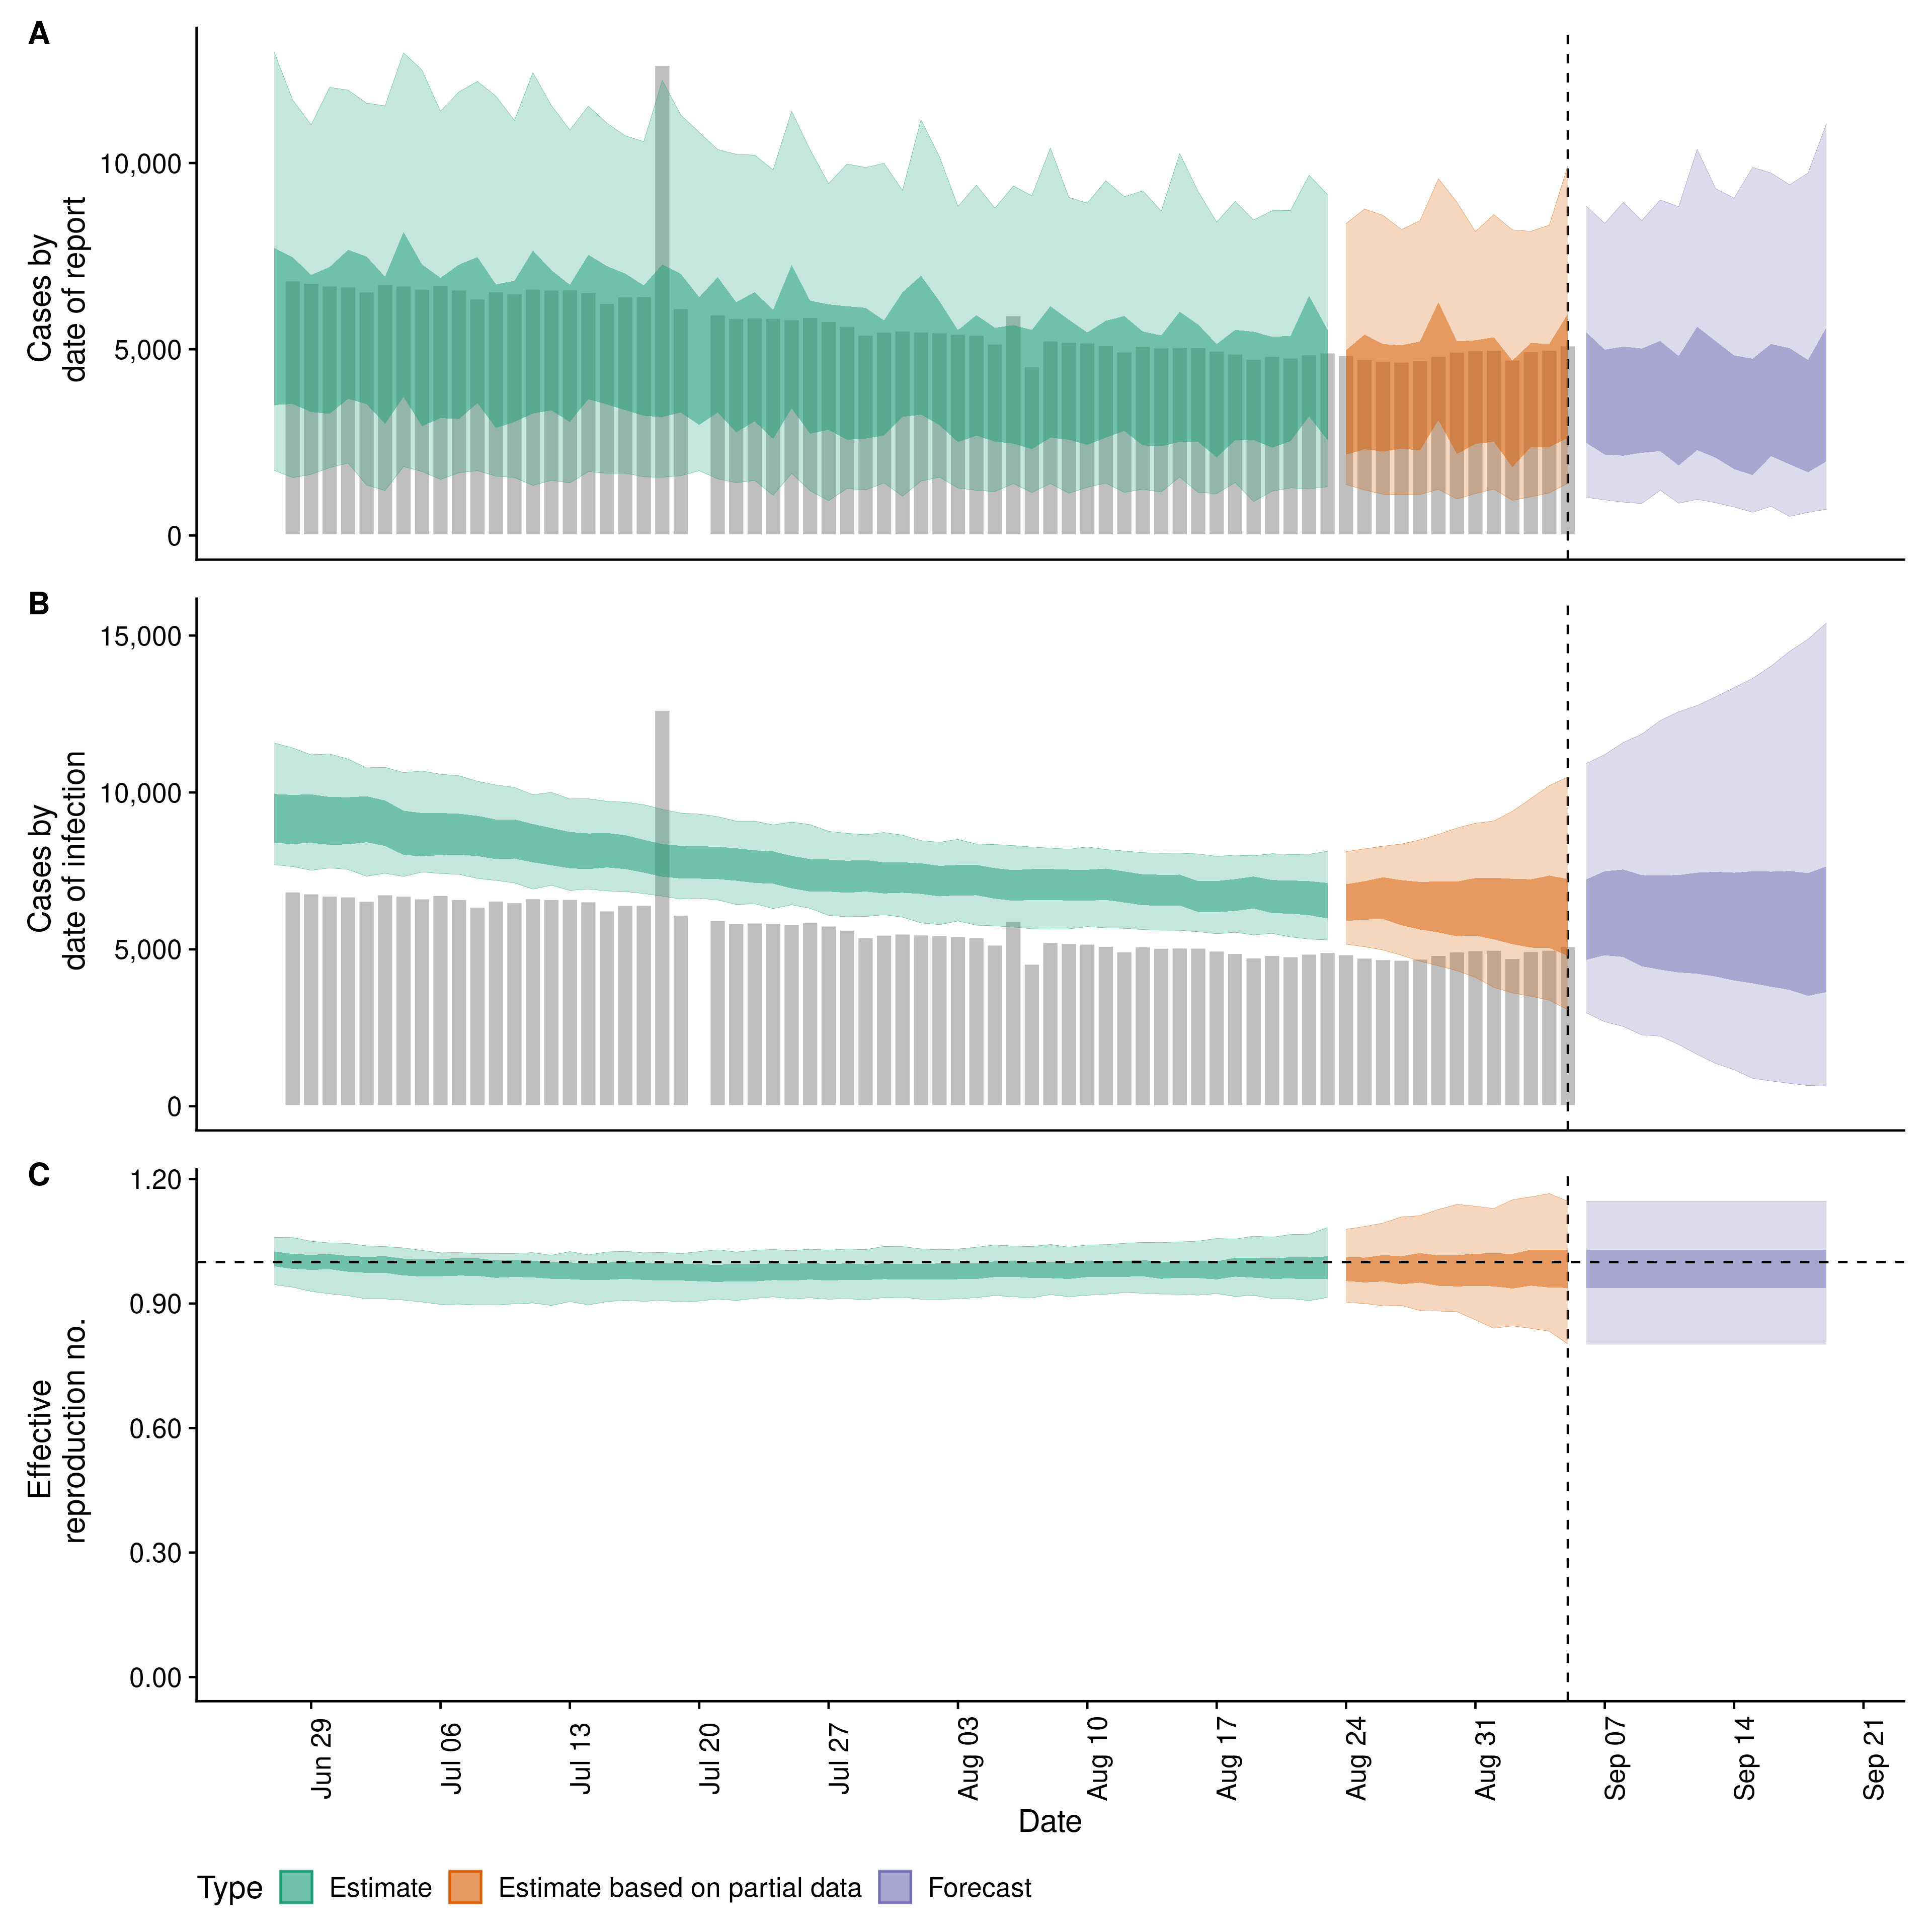 A
Cases by
date of report
10,000
5,000
0
B
Cases by
date of infection
15,000
10,000
5,000
0
C
Effective
reproduction no.
1.20
0.90
0.60
0.30
0.00
Jun 29
Jul 06
Jul 13
Jul 20
Jul 27
Aug 03
Aug 10
Aug 17
Aug 24
Aug 31
Sep 07
Sep 14
Sep 21
Date
Type Estimate Estimate based on partial data Forecast